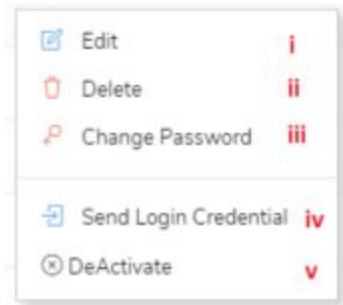 Edit i
Delete ii
Change Password iii
Send Login Credential iv
DeActivate v